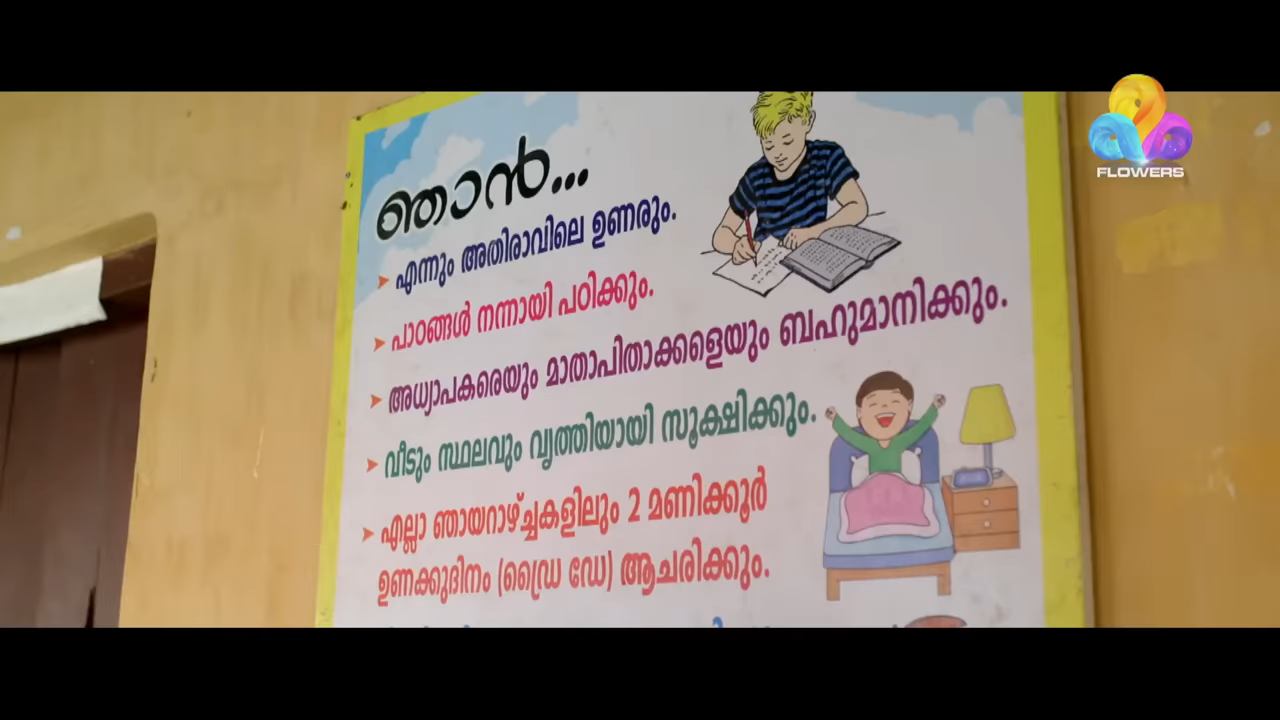 FLOWERS
ഞാൻ...
എന്നും അതിരാവിലെ ഉണരും.
പാഠങ്ങൾ നന്നായി പഠിക്കും.
അധ്യാപകരെയും മാതാപിതാക്കളെയും ബഹുമാനിക്കും.
വീടും സ്ഥലവും വൃത്തിയായി സൂക്ഷിക്കും.
എല്ലാ ഞായറാഴ്ച്ചകളിലും 2 മണിക്കൂർ
ഉണക്കുദിനം (ഡ്രൈ ഡേ) ആചരിക്കും.